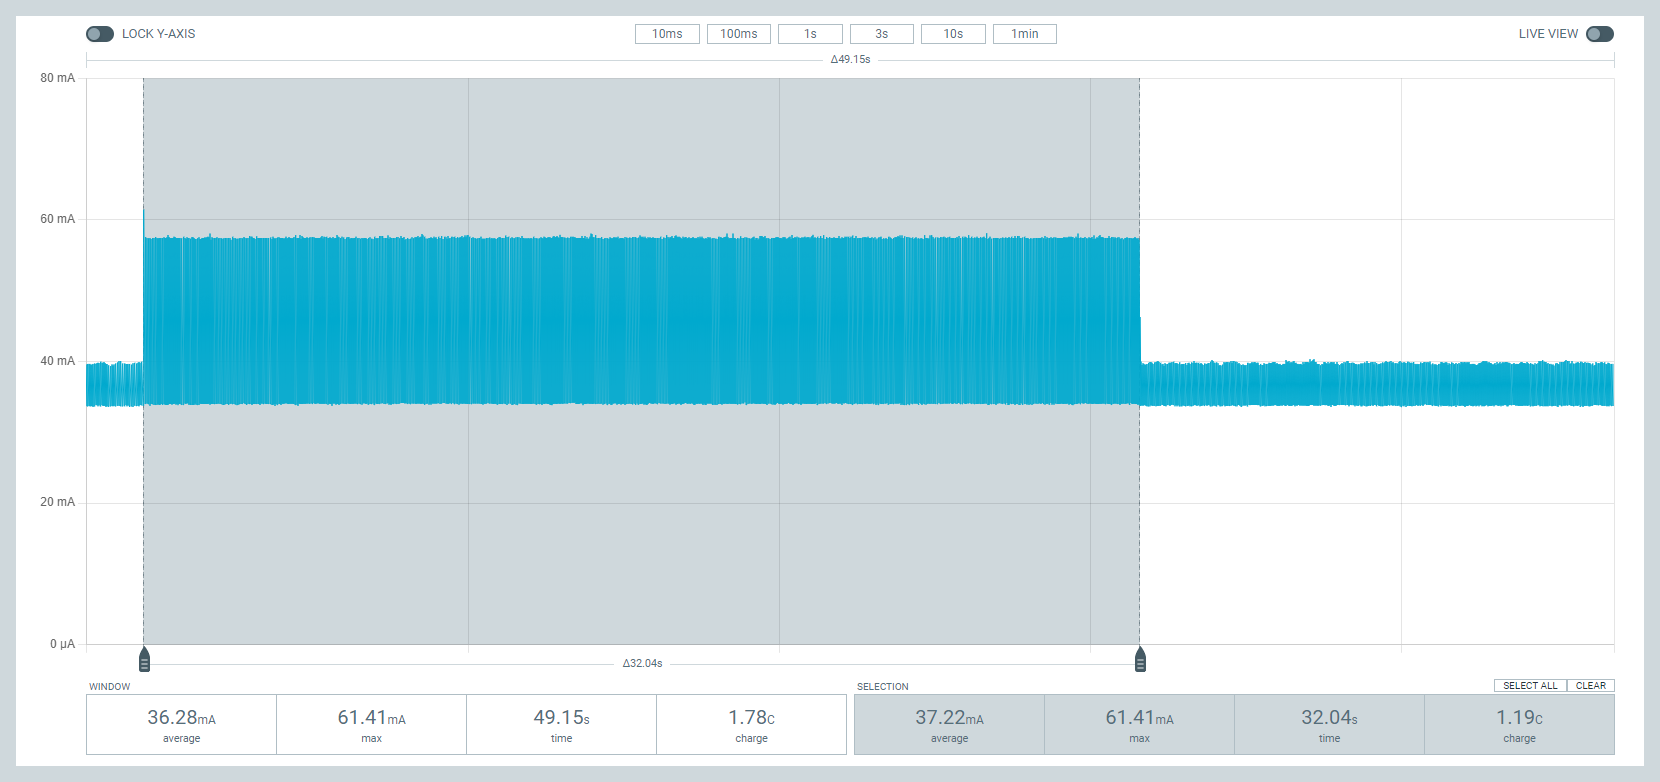 LOCK Y-AXIS
10ms
100ms
1s
3s
10s
1min
LIVE VIEW
Δ49.15s
80 mA
60 mA
40 mA
20 mA
0 µA
Δ32.04s
WINDOW
36.28mA
average
61.41mA
max
49.15s
time
1.78C
charge
SELECTION
SELECT ALL
CLEAR
37.22mA
average
61.41mA
max
32.04s
time
1.19C
charge